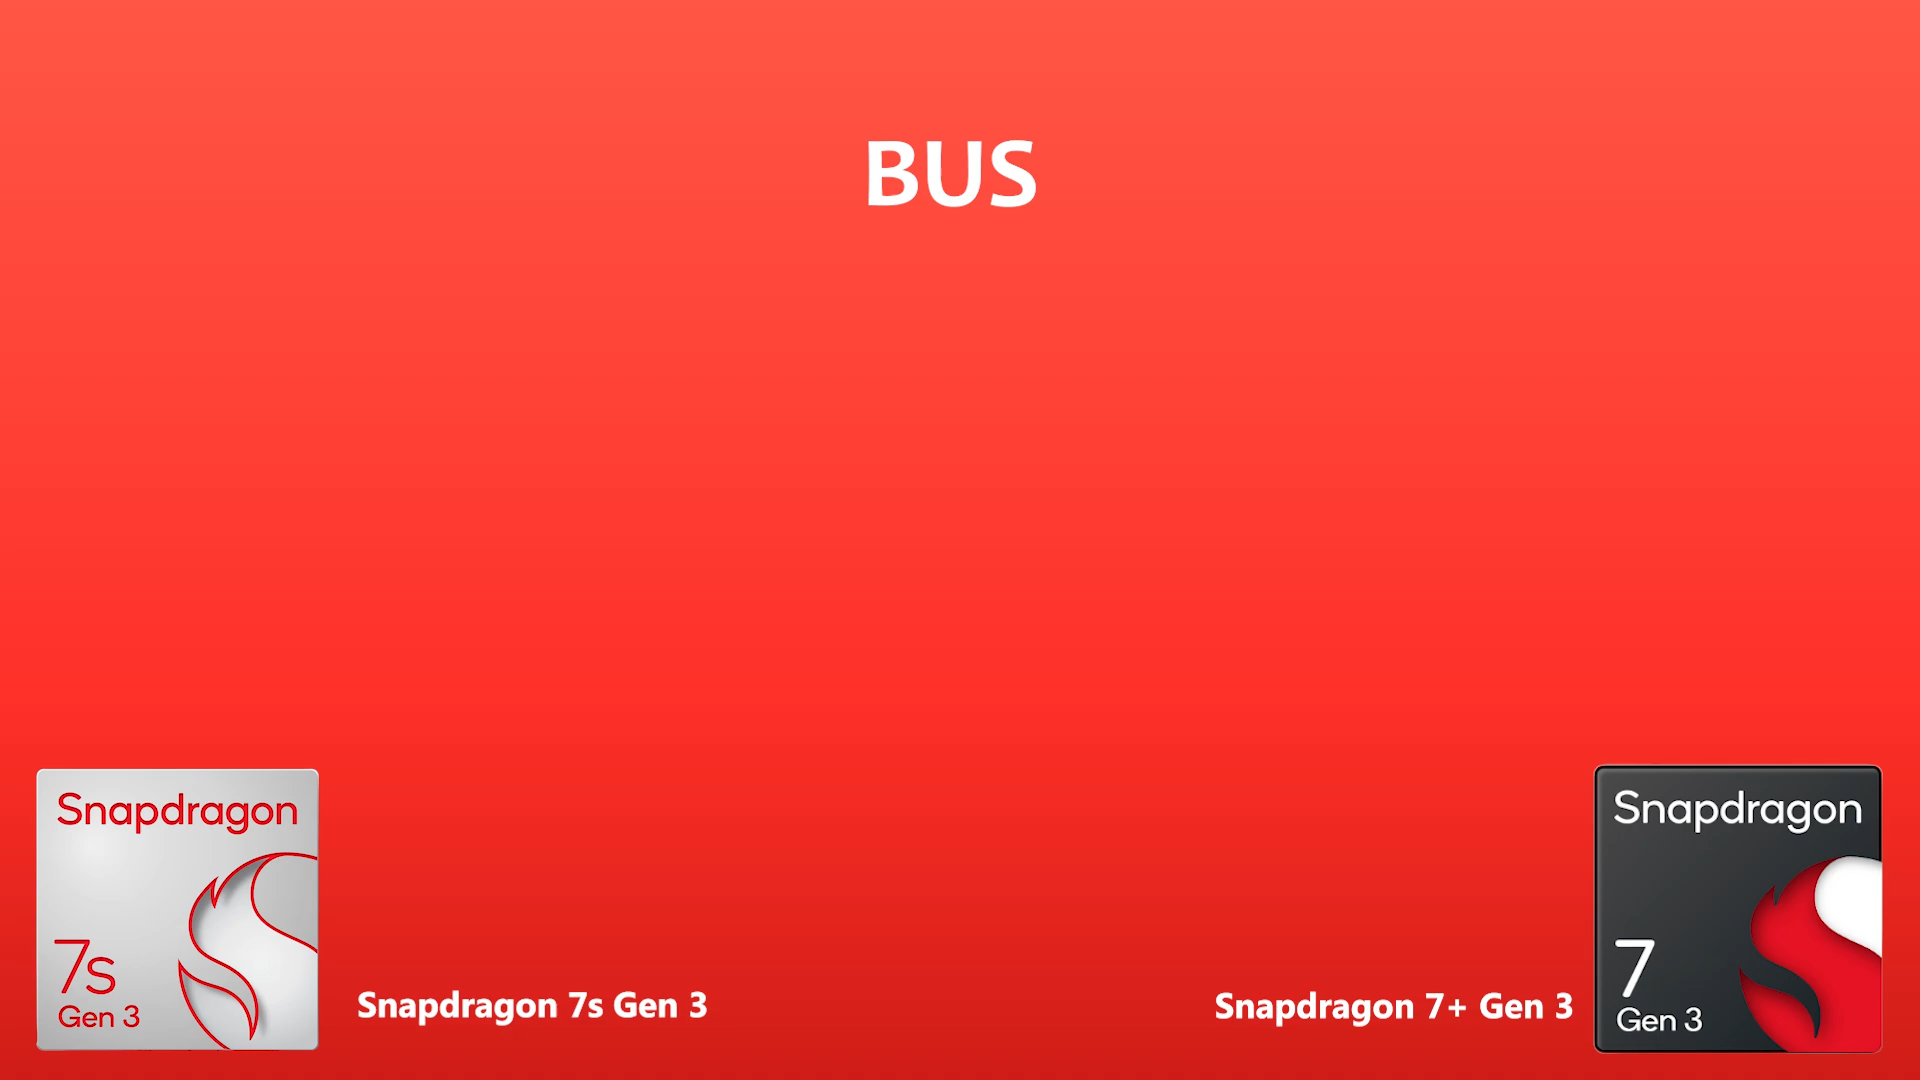 BUS
Snapdragon
7s
Gen 3
Snapdragon 7s Gen 3
Snapdragon 7+ Gen 3
Snapdragon
7
Gen 3